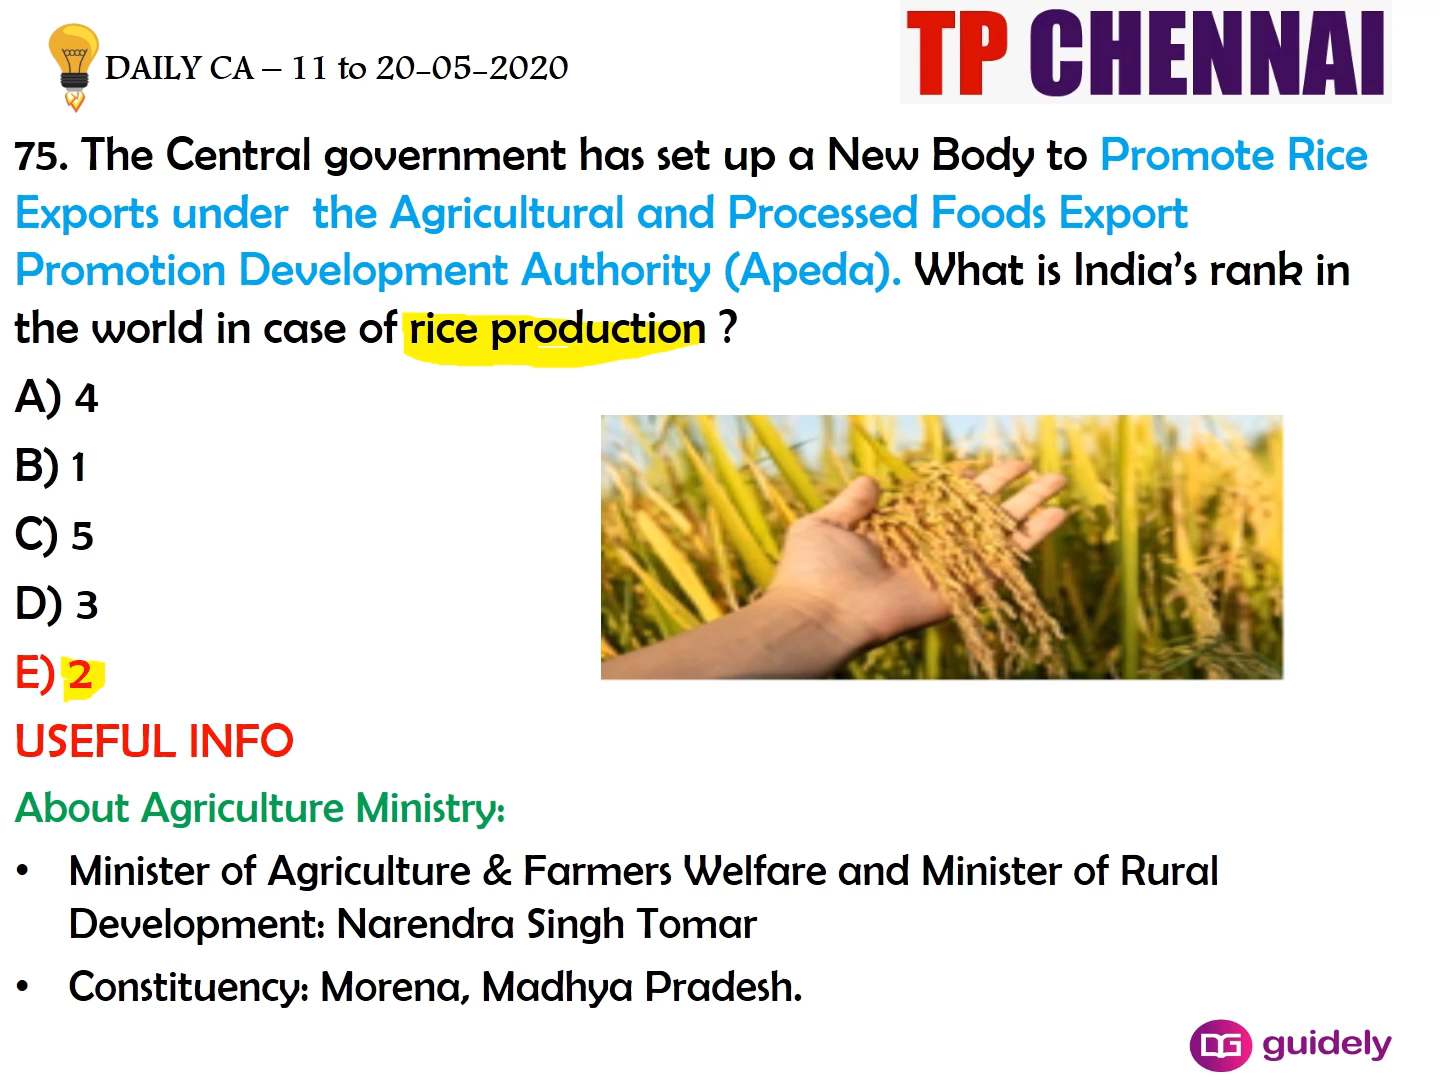 DAILY CA – 11 to 20-05-2020
TP CHENNAI
75. The Central government has set up a New Body to Promote Rice
Exports under the Agricultural and Processed Foods Export
Promotion Development Authority (Apeda). What is India's rank in
the world in case of rice production ?
A) 4
B) 1
C) 5
D) 3
E) 2
USEFUL INFO
About Agriculture Ministry:
• Minister of Agriculture & Farmers Welfare and Minister of Rural
Development: Narendra Singh Tomar
• Constituency: Morena, Madhya Pradesh.
DG guidely